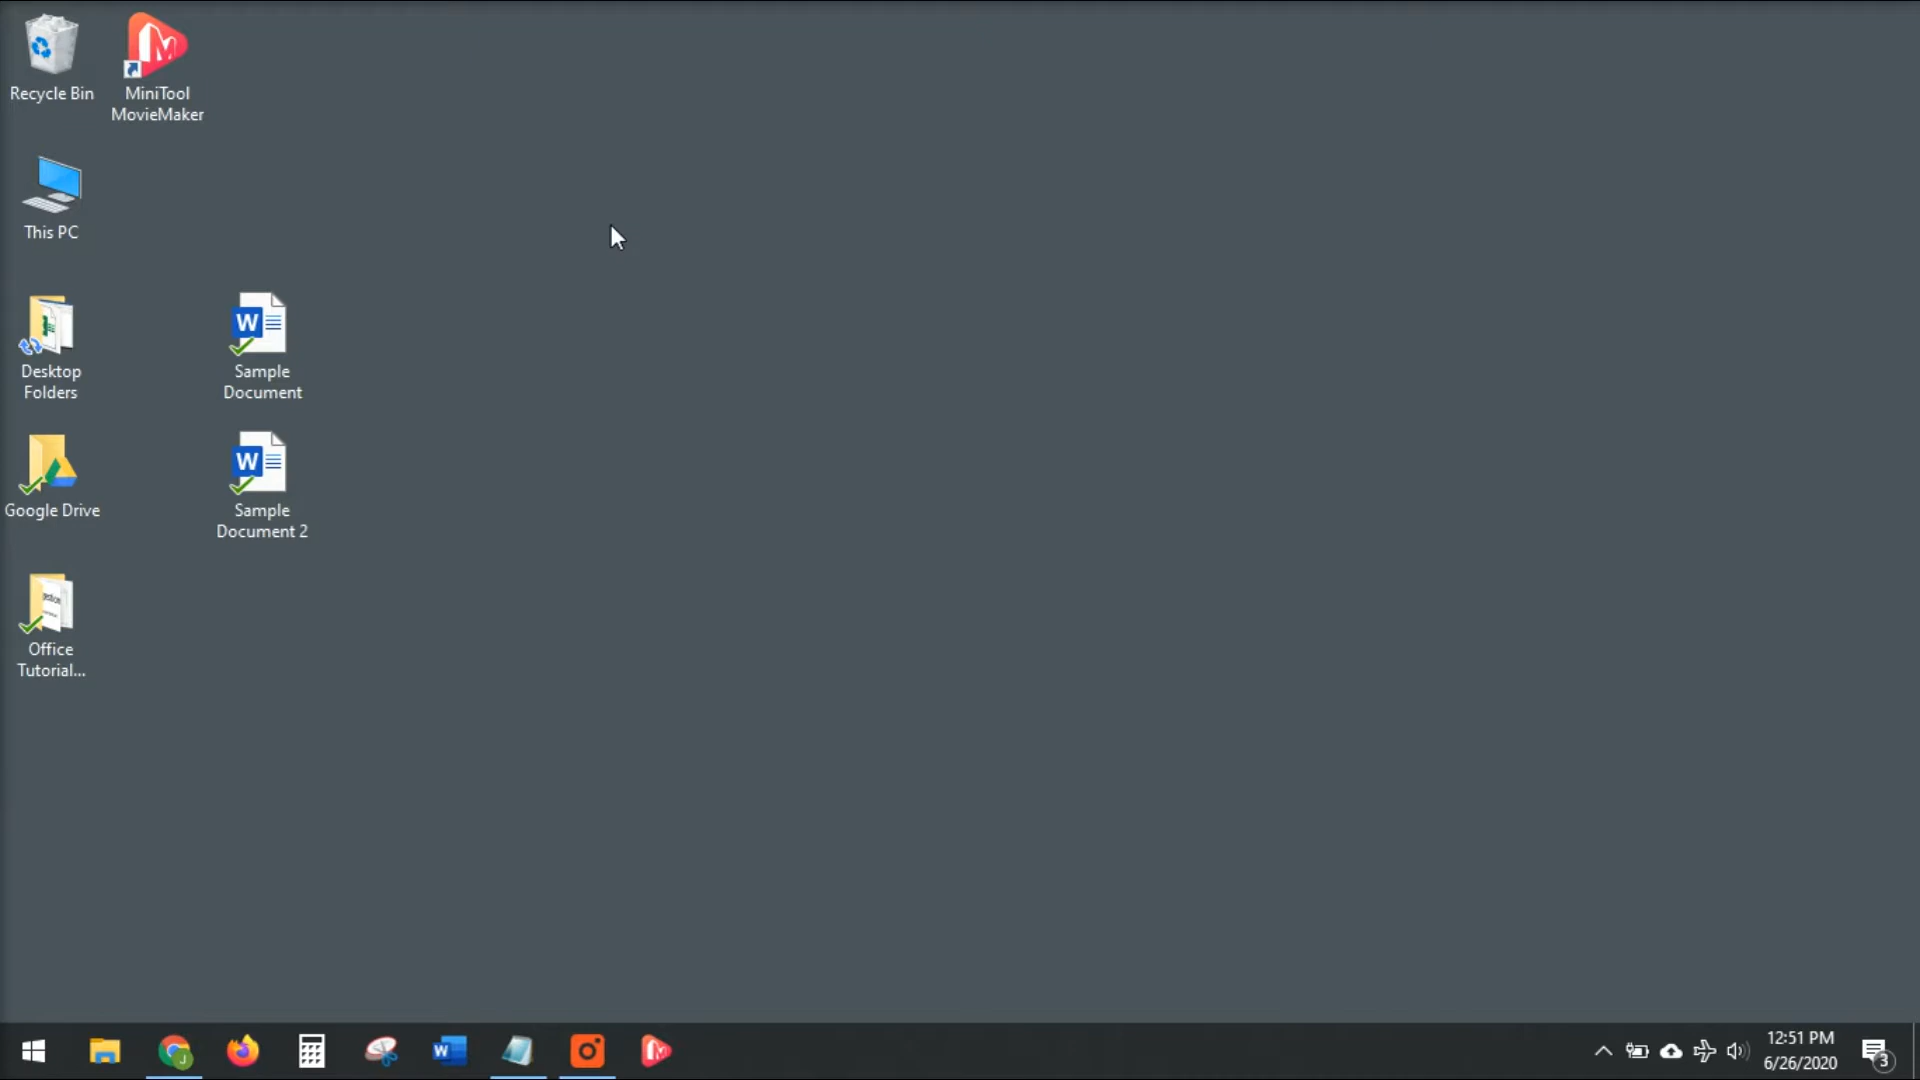 Recycle Bin
MiniTool
MovieMaker
This PC
Desktop
Folders
W
Sample
Document
Google Drive
W
Sample
Document 2
Office
Tutorial...
J
W
12:51 PM
6/26/2020
3